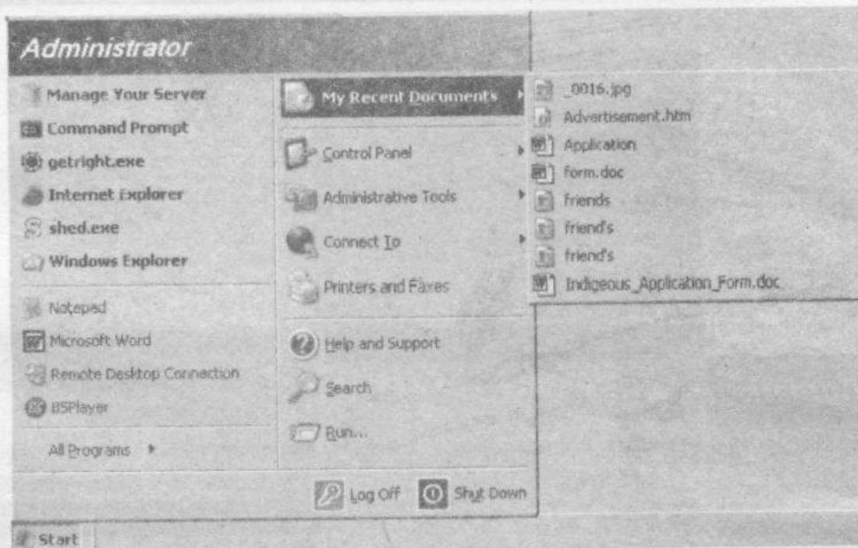 Administrator
Manage Your Server
Command Prompt
getright.exe
Internet Explorer
shed.exe
Windows Explorer
Notepad
Microsoft Word
Remote Desktop Connection
BSPlayer
All Programs
My Recent Documents
Control Panel
Administrative Tools
Connect To
Printers and Faxes
Help and Support
Search
Run...
_0016.jpg
Advertisement.htm
Application
form.doc
friends
friend's
friend's
Indigeous_Application_Form.doc
Log Off
Shut Down
Start